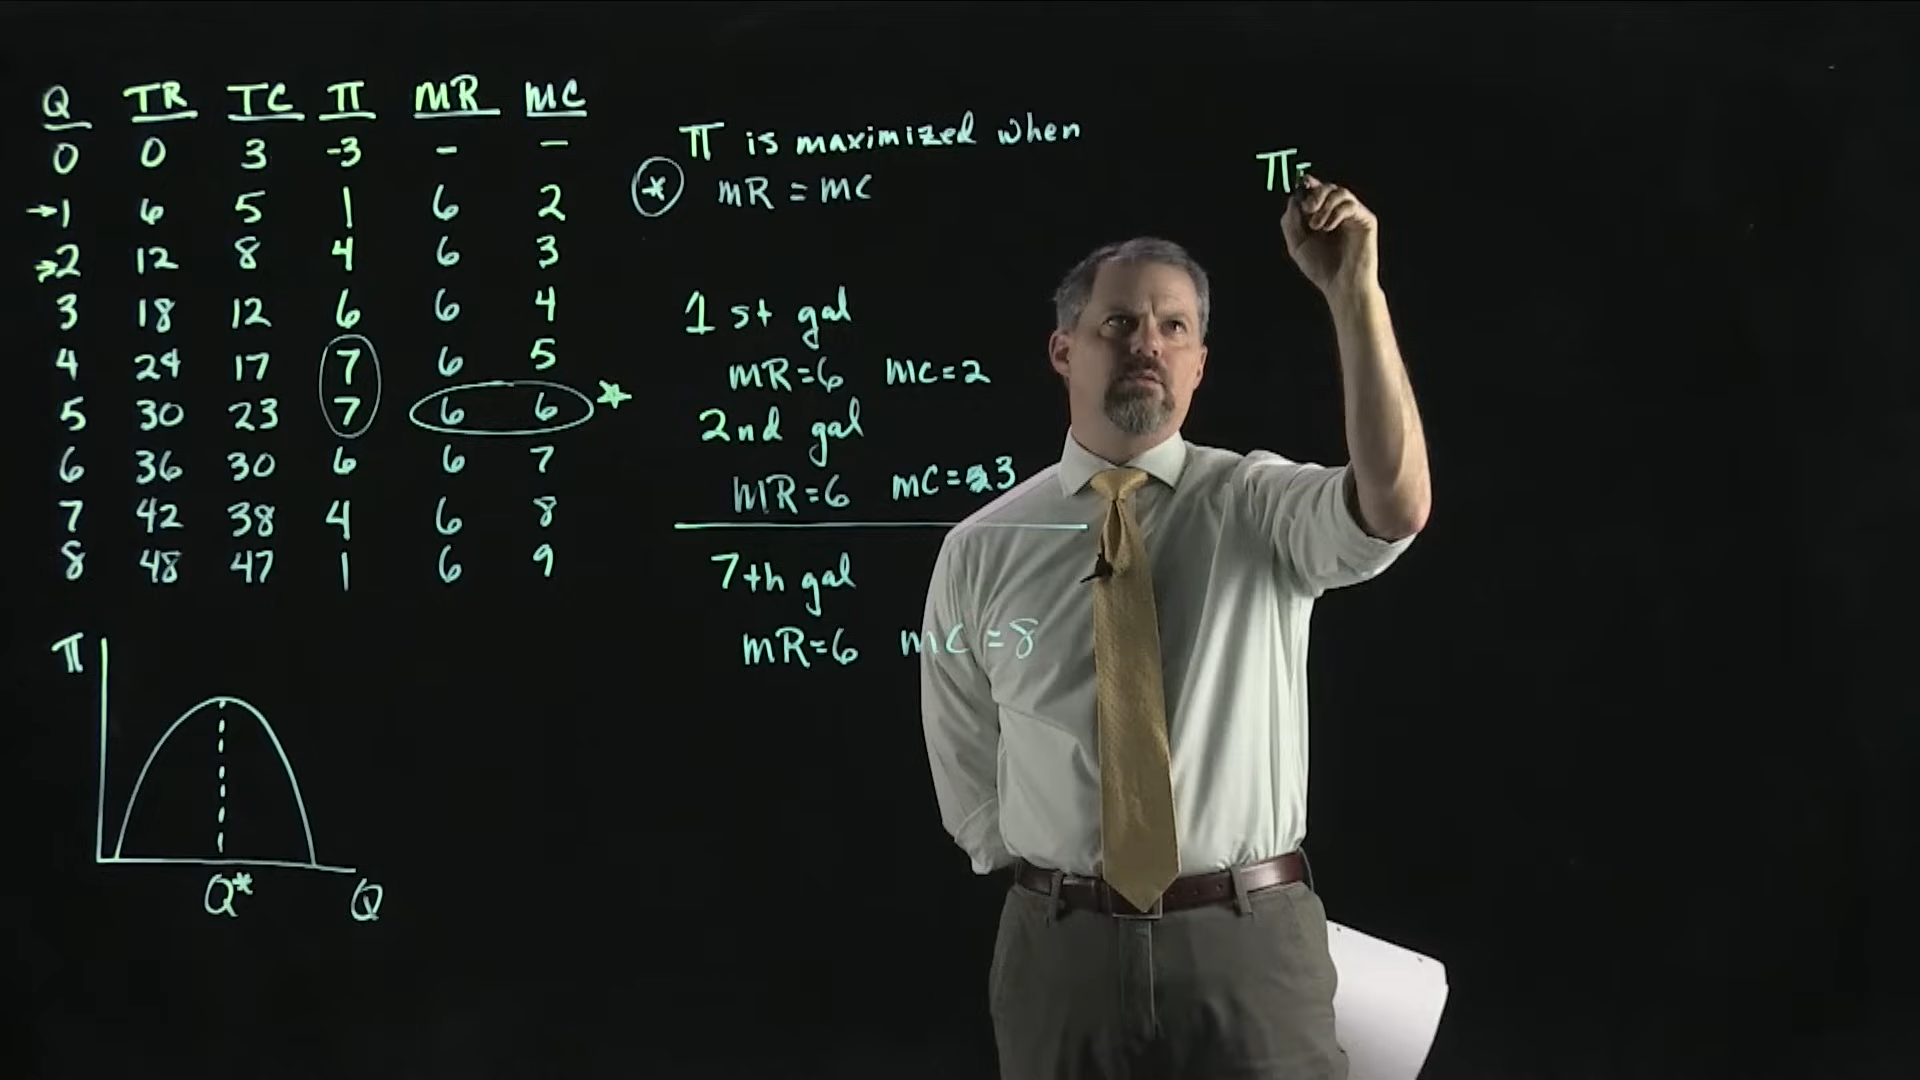 Q TR TC π MR MC
0 0 3 -3 - -
→1 6 5 1 6 2
→2 12 8 4 6 3
3 18 12 6 6 4
4 24 17 7 6 5
5 30 23 7 6 6 *
6 36 30 6 6 7
7 42 38 4 6 8
8 48 47 1 6 9
π
Q* Q
π is maximized when
* MR = MC
1st gal
MR=6 MC=2
2nd gal
MR=6 MC=3
7th gal
MR=6 MC=8
π=